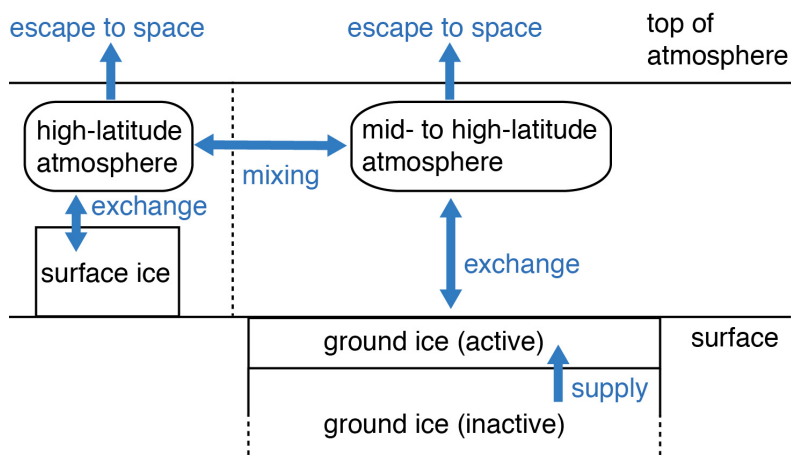 escape to space
escape to space
top of
atmosphere
high-latitude
atmosphere
mid- to high-latitude
atmosphere
mixing
exchange
surface ice
exchange
ground ice (active)
surface
supply
ground ice (inactive)